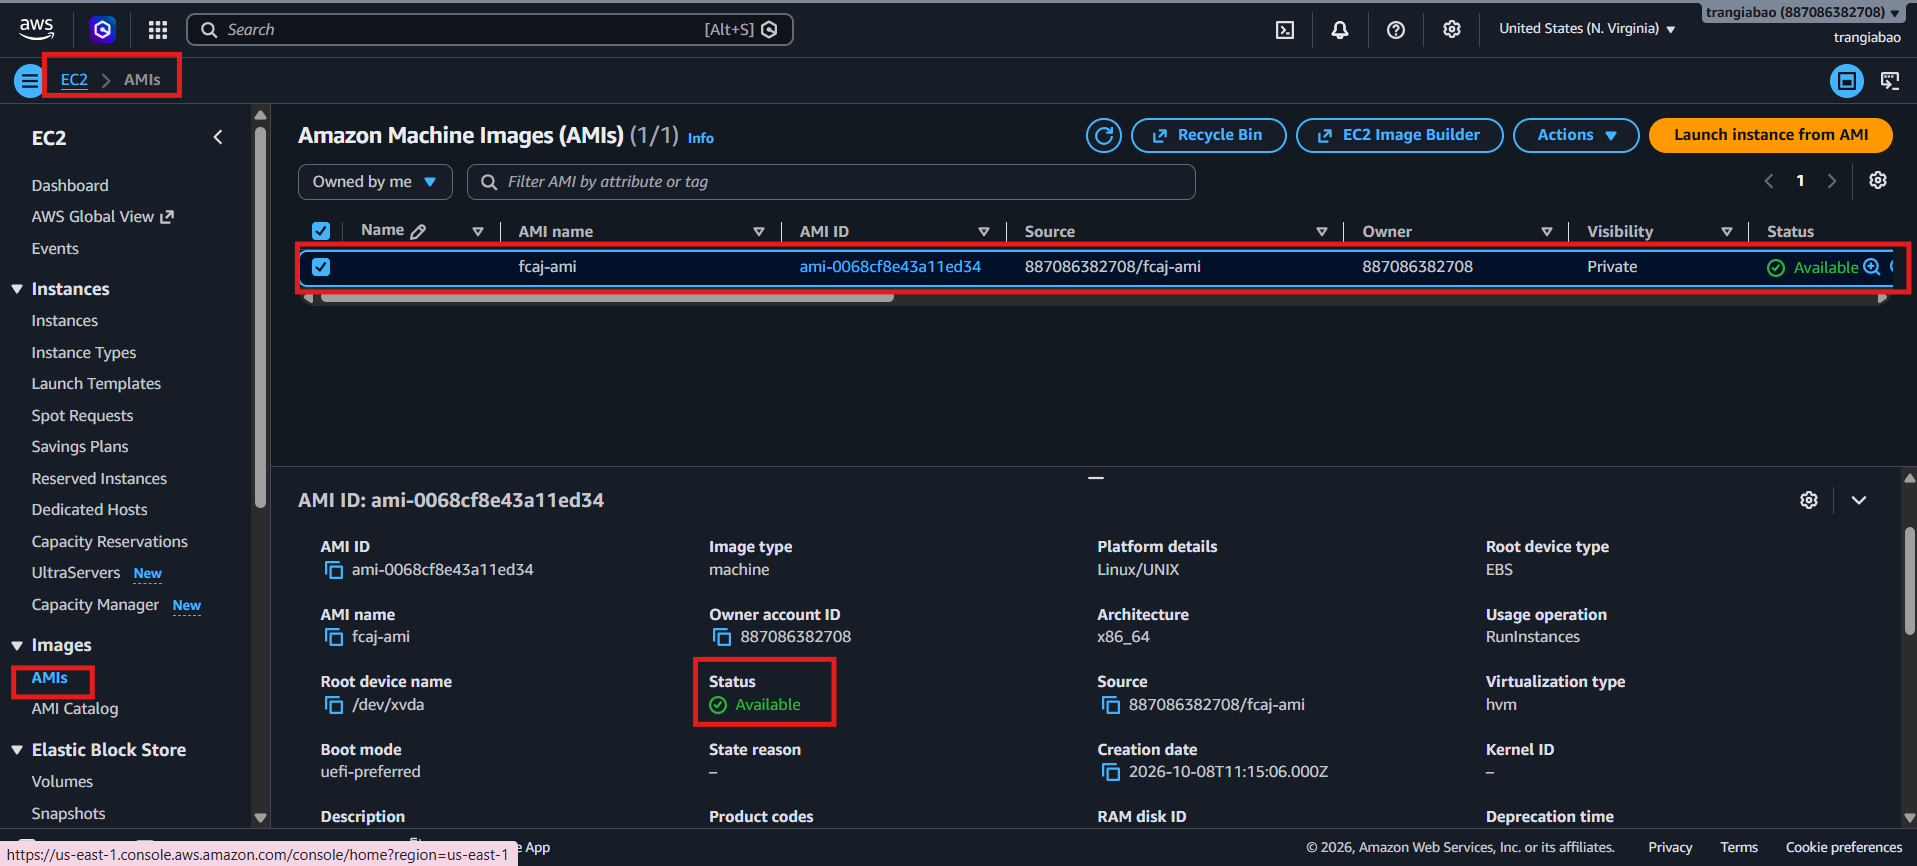 aws
Search
[Alt+S]
United States (N. Virginia)
trangiabao (887086382708)
trangiabao
EC2
AMIs
EC2
Dashboard
AWS Global View
Events
Instances
Instances
Instance Types
Launch Templates
Spot Requests
Savings Plans
Reserved Instances
Dedicated Hosts
Capacity Reservations
UltraServers New
Capacity Manager New
Images
AMIs
AMI Catalog
Elastic Block Store
Volumes
Snapshots
Amazon Machine Images (AMIs) (1/1) Info
Recycle Bin
EC2 Image Builder
Actions
Launch instance from AMI
Owned by me
Filter AMI by attribute or tag
1
Name AMI name AMI ID Source Owner Visibility Status
fcaj-ami ami-0068cf8e43a11ed34 887086382708/fcaj-ami 887086382708 Private Available
AMI ID: ami-0068cf8e43a11ed34
AMI ID Image type Platform details Root device type
ami-0068cf8e43a11ed34 machine Linux/UNIX EBS
AMI name Owner account ID Architecture Usage operation
fcaj-ami 887086382708 x86_64 RunInstances
Root device name Status Source Virtualization type
/dev/xvda Available 887086382708/fcaj-ami hvm
Boot mode State reason Creation date Kernel ID
uefi-preferred – 2026-10-08T11:15:06.000Z –
Description Product codes RAM disk ID Deprecation time
https://us-east-1.console.aws.amazon.com/console/home?region=us-east-1
App
© 2026, Amazon Web Services, Inc. or its affiliates.
Privacy
Terms
Cookie preferences